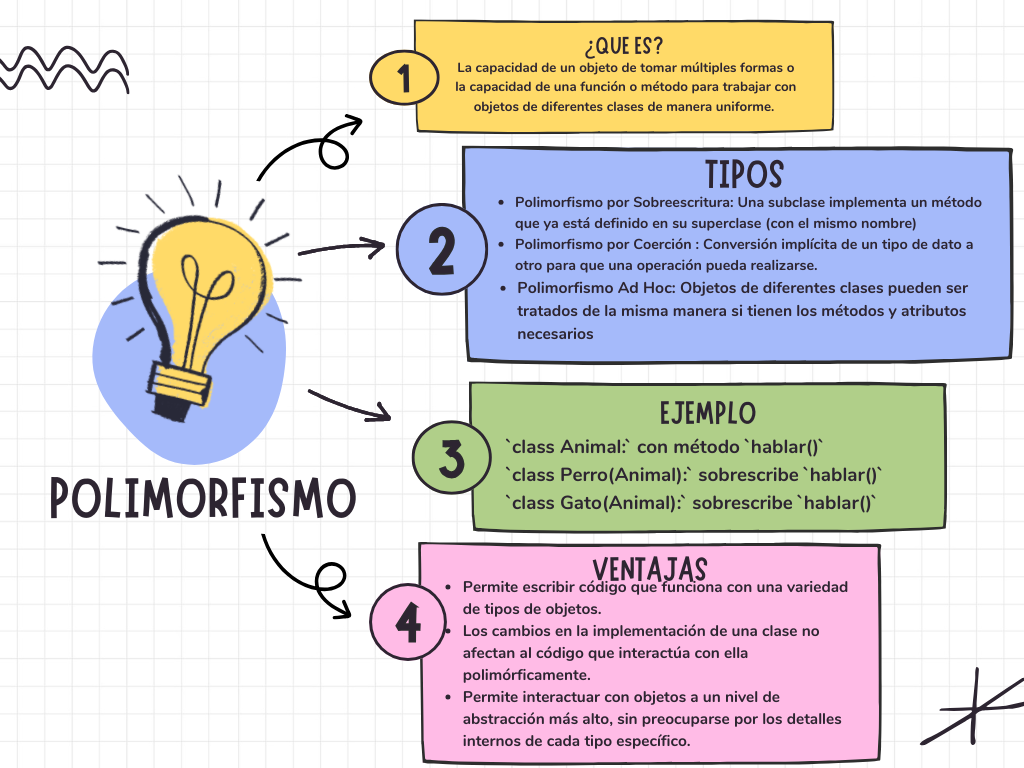 POLIMORFISMO
1
¿QUE ES?
La capacidad de un objeto de tomar múltiples formas o
la capacidad de una función o método para trabajar con
objetos de diferentes clases de manera uniforme.
2
TIPOS
• Polimorfismo por Sobreescritura: Una subclase implementa un método
que ya está definido en su superclase (con el mismo nombre)
• Polimorfismo por Coerción : Conversión implícita de un tipo de dato a
otro para que una operación pueda realizarse.
• Polimorfismo Ad Hoc: Objetos de diferentes clases pueden ser
tratados de la misma manera si tienen los métodos y atributos
necesarios
3
EJEMPLO
`class Animal:` con método `hablar()`
`class Perro(Animal):` sobrescribe `hablar()`
`class Gato(Animal):` sobrescribe `hablar()`
4
VENTAJAS
• Permite escribir código que funciona con una variedad
de tipos de objetos.
• Los cambios en la implementación de una clase no
afectan al código que interactúa con ella
polimórficamente.
• Permite interactuar con objetos a un nivel de
abstracción más alto, sin preocuparse por los detalles
internos de cada tipo específico.